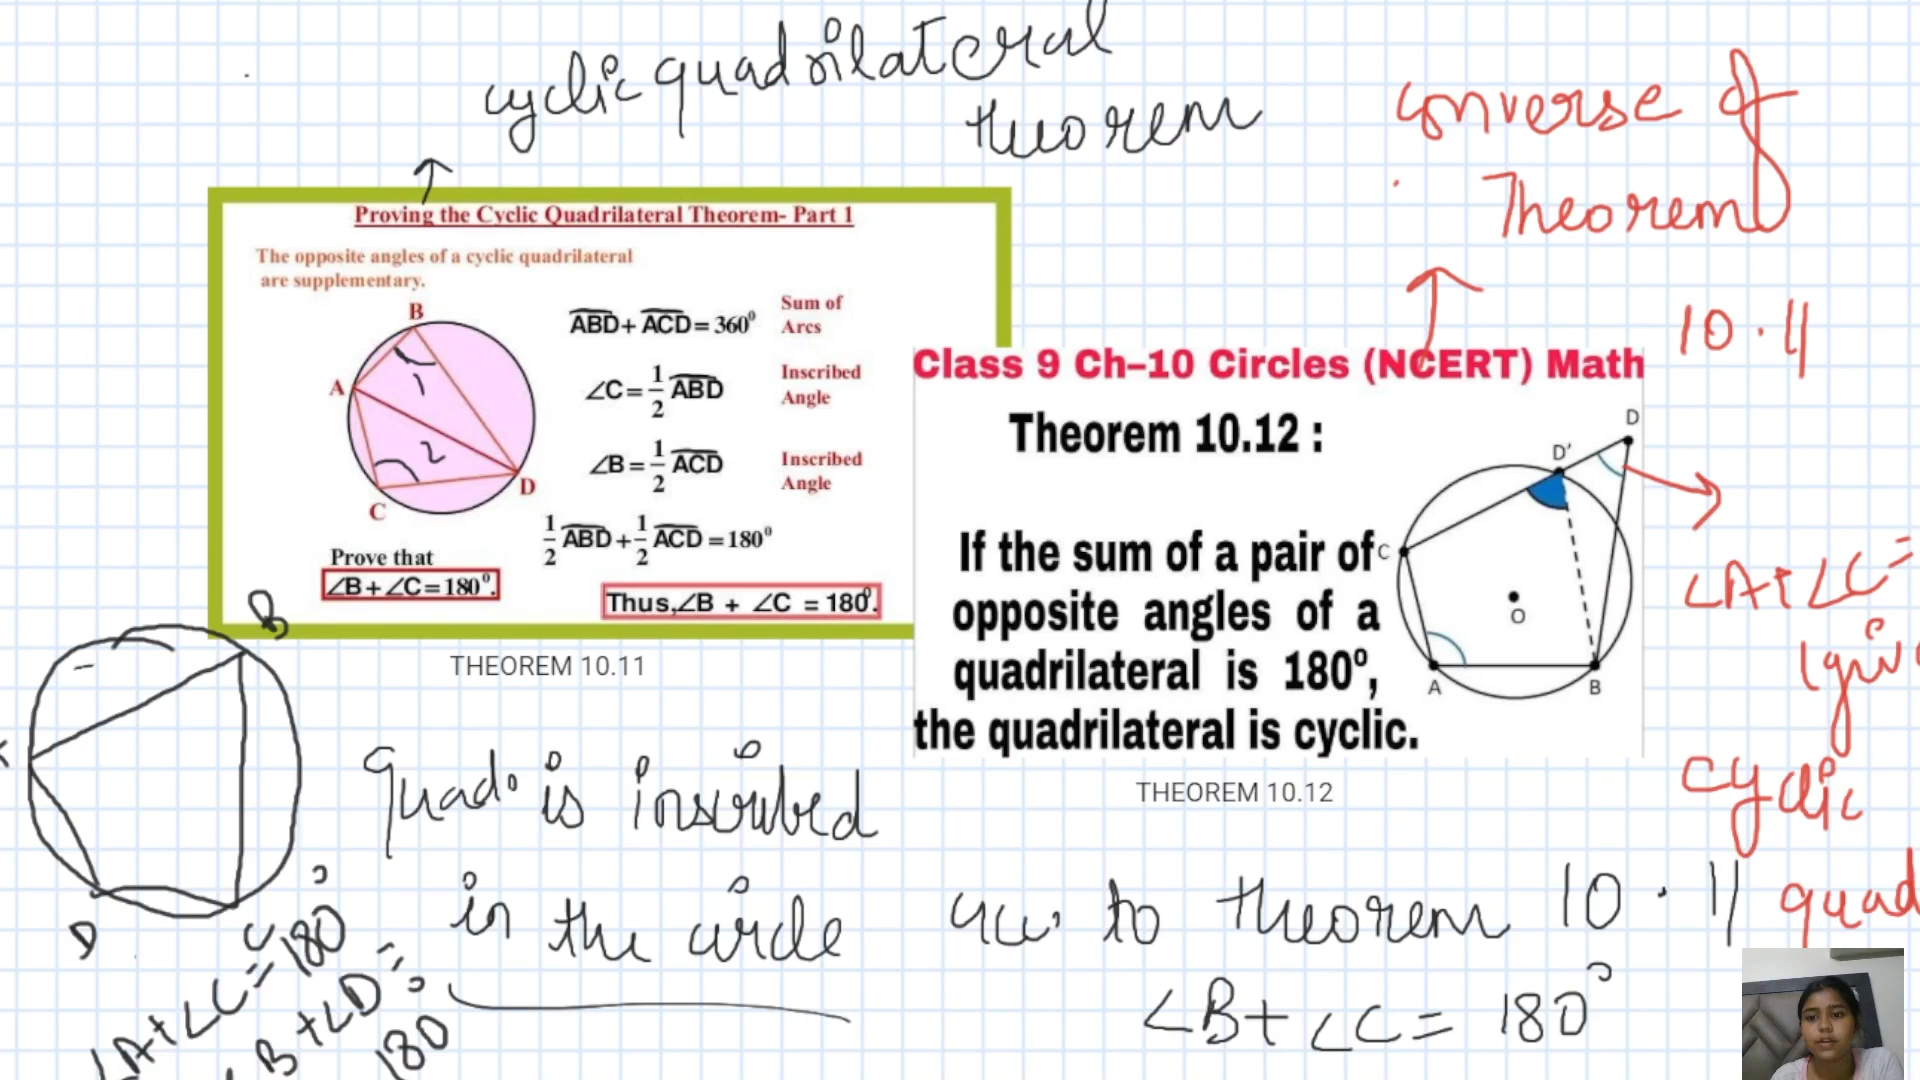 cyclic quadrilateral
theorem
converse of
Theorem
10.11
Proving the Cyclic Quadrilateral Theorem- Part 1
The opposite angles of a cyclic quadrilateral
are supplementary.
B
A
C
D
1
2
ABD + ACD = 360°
Sum of
Arcs
∠C = 1/2 ABD
Inscribed
Angle
∠B = 1/2 ACD
Inscribed
Angle
1/2 ABD + 1/2 ACD = 180°
Prove that
∠B + ∠C = 180°.
Thus, ∠B + ∠C = 180°.
THEOREM 10.11
Class 9 Ch–10 Circles (NCERT) Math
Theorem 10.12 :
If the sum of a pair of
opposite angles of a
quadrilateral is 180°,
the quadrilateral is cyclic.
D
D'
C
O
A
B
THEOREM 10.12
∠A+∠C=
cyclic
quad
B
D
C
∠A+∠C=180°
∠B+∠D=
180°
Quad. is inscribed
in the circle
acc. to theorem 10.11
∠B+∠C= 180°